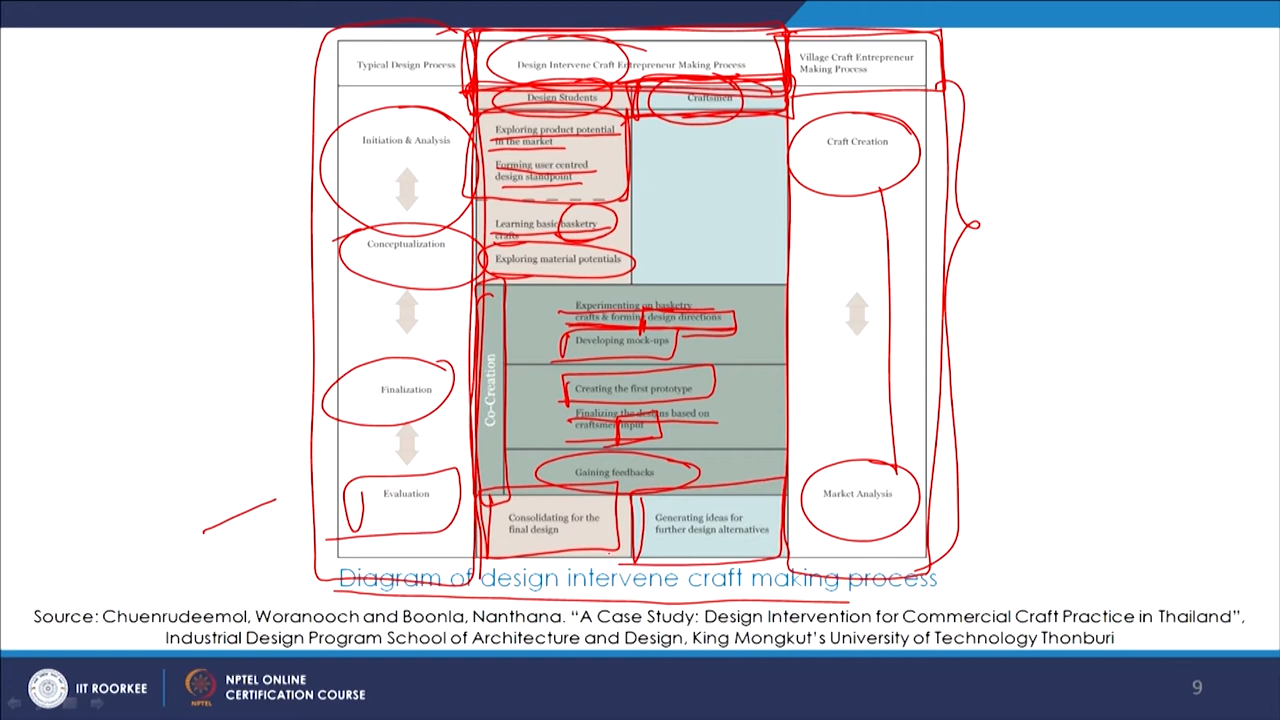 Typical Design Process
Design Intervene Craft Entrepreneur Making Process
Village Craft Entrepreneur
Making Process
Design Students
Craftsmen
Initiation & Analysis
Exploring product potential
in the market
Forming user centred
design standpoint
Craft Creation
Learning basic basketry
crafts
Conceptualization
Exploring material potentials
Co-Creation
Experimenting on basketry
crafts & forming design directions
Developing mock-ups
Finalization
Creating the first prototype
Finalizing the designs based on
craftsmen input
Gaining feedbacks
Evaluation
Consolidating for the
final design
Generating ideas for
further design alternatives
Market Analysis
Diagram of design intervene craft making process
Source: Chuenrudeemol, Woranooch and Boonla, Nanthana. “A Case Study: Design Intervention for Commercial Craft Practice in Thailand”,
Industrial Design Program School of Architecture and Design, King Mongkut’s University of Technology Thonburi
IIT ROORKEE
NPTEL
NPTEL ONLINE
CERTIFICATION COURSE
9